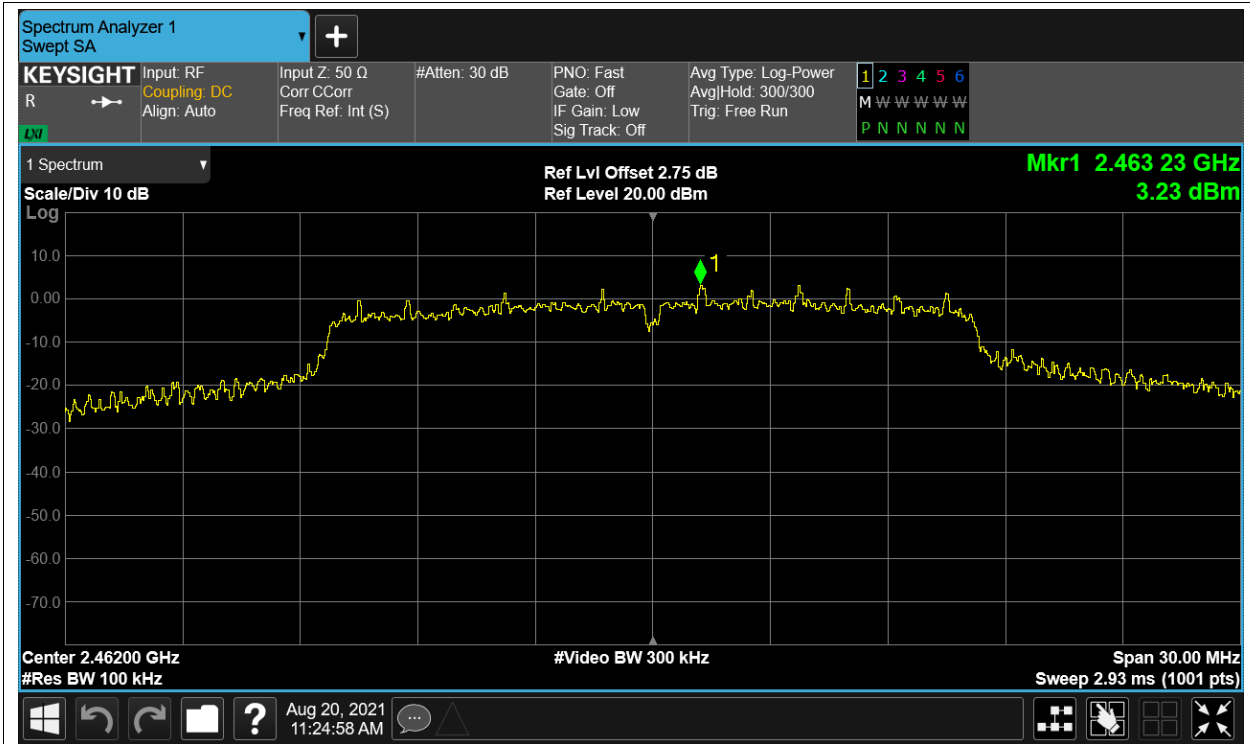 Spectrum Analyzer 1
Swept SA
KEYSIGHT
R
LXI
Input: RF
Coupling: DC
Align: Auto
Input Z: 50 Ω
Corr CCorr
Freq Ref: Int (S)
#Atten: 30 dB
PNO: Fast
Gate: Off
IF Gain: Low
Sig Track: Off
Avg Type: Log-Power
Avg|Hold: 300/300
Trig: Free Run
1 2 3 4 5 6
M W W W W W
P N N N N N
1 Spectrum
Scale/Div 10 dB
Ref Lvl Offset 2.75 dB
Ref Level 20.00 dBm
Mkr1 2.463 23 GHz
3.23 dBm
Log
10.0
0.00
-10.0
-20.0
-30.0
-40.0
-50.0
-60.0
-70.0
1
Center 2.46200 GHz
#Res BW 100 kHz
#Video BW 300 kHz
Span 30.00 MHz
Sweep 2.93 ms (1001 pts)
?
Aug 20, 2021
11:24:58 AM